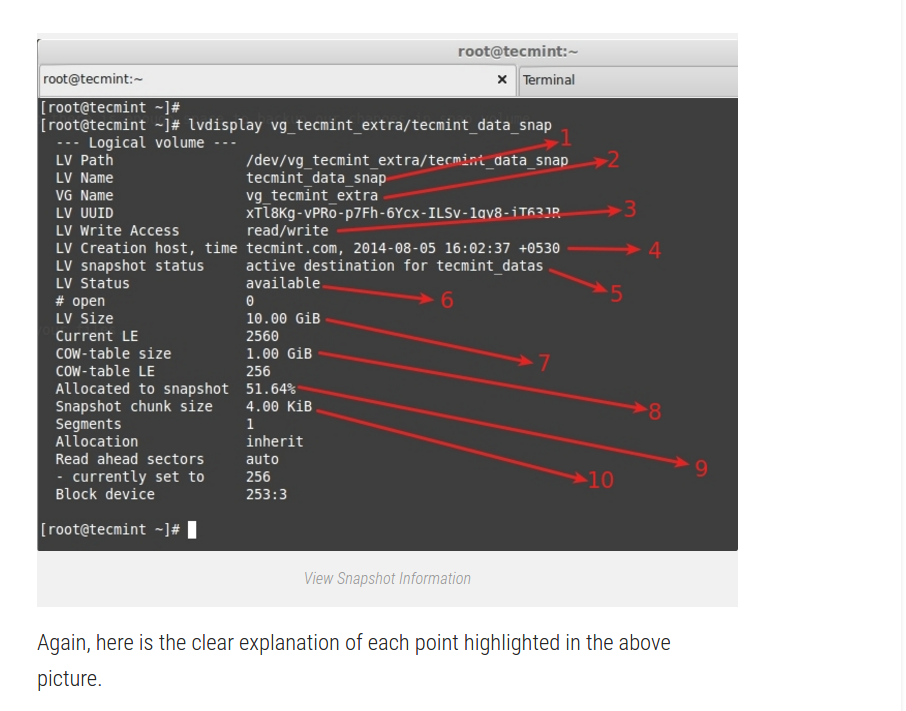 root@tecmint:~
root@tecmint:~ × Terminal
[root@tecmint ~]#
[root@tecmint ~]# lvdisplay vg_tecmint_extra/tecmint_data_snap
--- Logical volume ---
1
LV Path /dev/vg_tecmint_extra/tecmint_data_snap
2
LV Name tecmint_data_snap
VG Name vg_tecmint_extra
LV UUID xTl8Kg-vPRo-p7Fh-6Ycx-ILSv-1qy8-iT63JR
3
LV Write Access read/write
LV Creation host, time tecmint.com, 2014-08-05 16:02:37 +0530
4
LV snapshot status active destination for tecmint_datas
LV Status available
5
# open 0
6
LV Size 10.00 GiB
Current LE 2560
COW-table size 1.00 GiB
7
COW-table LE 256
Allocated to snapshot 51.64%
Snapshot chunk size 4.00 KiB
8
Segments 1
Allocation inherit
Read ahead sectors auto
9
- currently set to 256
10
Block device 253:3
[root@tecmint ~]#
View Snapshot Information
Again, here is the clear explanation of each point highlighted in the above
picture.